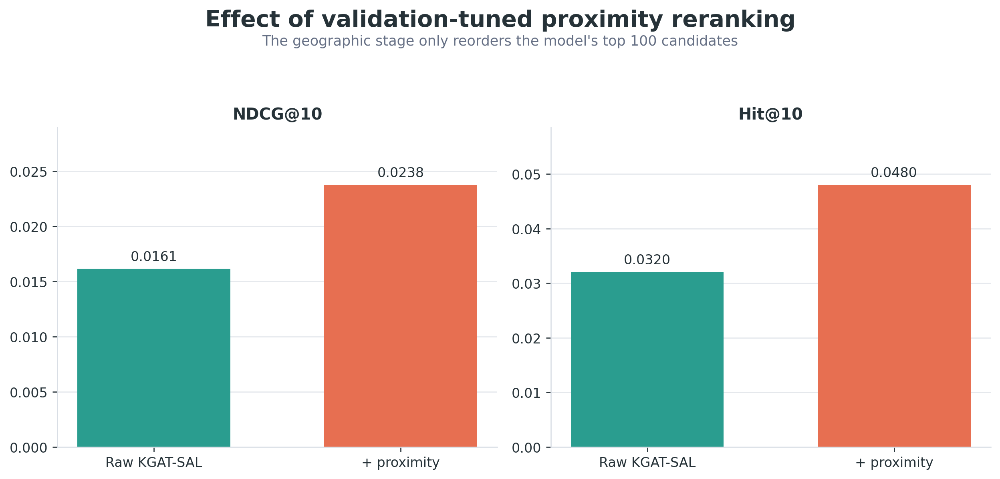 Effect of validation-tuned proximity reranking
The geographic stage only reorders the model's top 100 candidates
NDCG@10
0.025
0.020
0.015
0.010
0.005
0.000
0.0161
0.0238
Raw KGAT-SAL
+ proximity
Hit@10
0.05
0.04
0.03
0.02
0.01
0.00
0.0320
0.0480
Raw KGAT-SAL
+ proximity